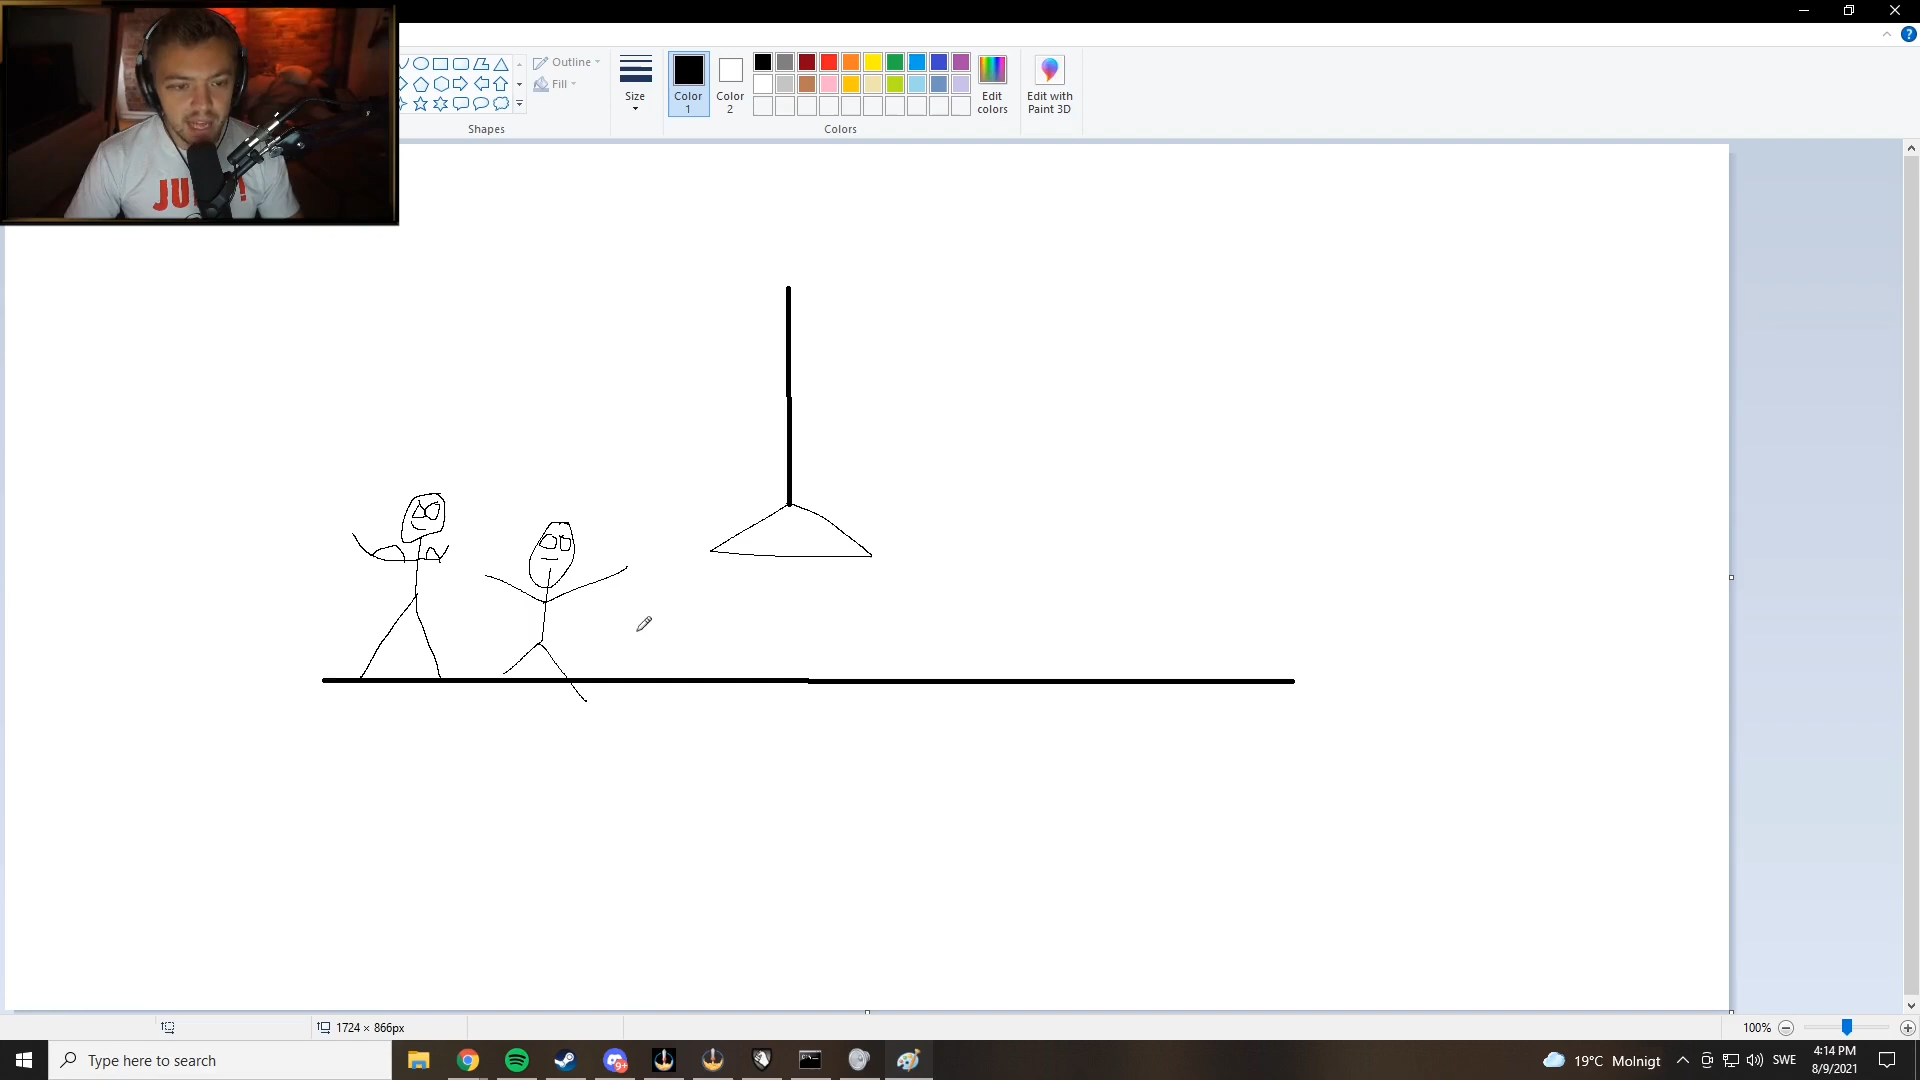 Outline
Fill
Size
Color 1
Color 2
Edit colors
Edit with Paint 3D
Shapes
Colors
1724 × 866px
100%
Type here to search
9+
19°C Molnigt
SWE
4:14 PM
8/9/2021